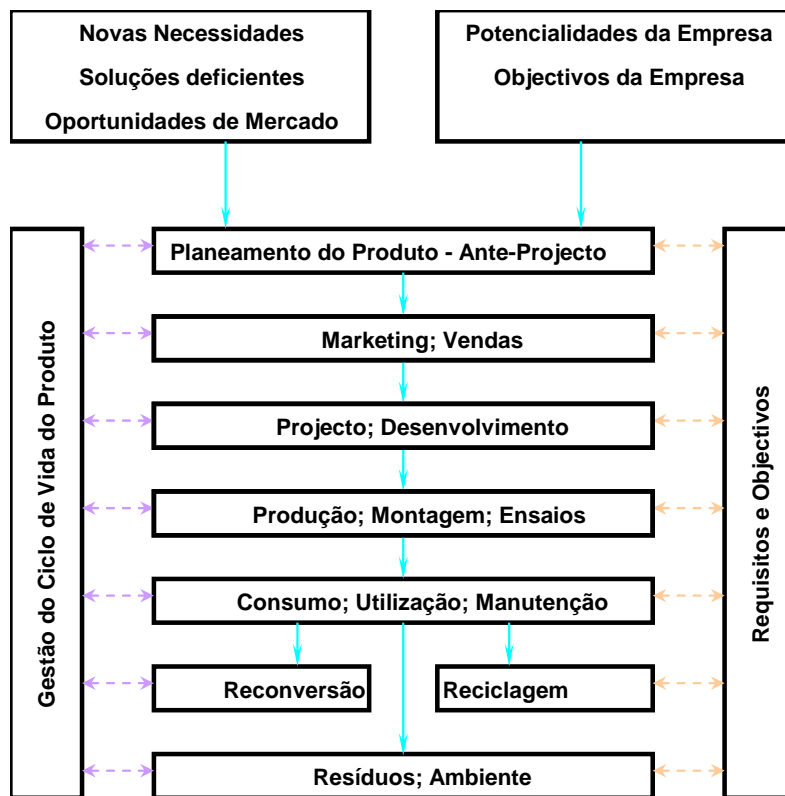 Novas Necessidades
Soluções deficientes
Oportunidades de Mercado
Potencialidades da Empresa
Objectivos da Empresa
Gestão do Ciclo de Vida do Produto
Planeamento do Produto - Ante-Projecto
Marketing; Vendas
Projecto; Desenvolvimento
Produção; Montagem; Ensaios
Consumo; Utilização; Manutenção
Reconversão
Reciclagem
Resíduos; Ambiente
Requisitos e Objectivos